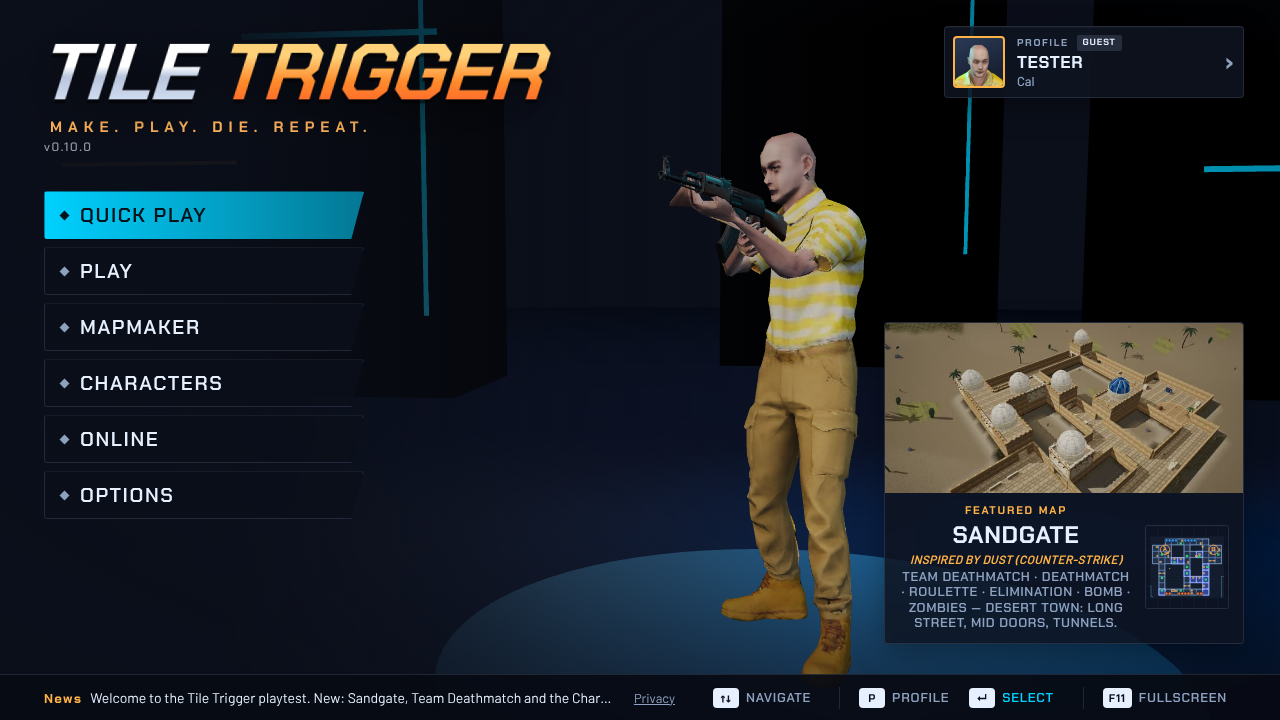 TILE TRIGGER
MAKE. PLAY. DIE. REPEAT.
v0.10.0
PROFILE GUEST
TESTER
Cal
QUICK PLAY
PLAY
MAPMAKER
CHARACTERS
ONLINE
OPTIONS
FEATURED MAP
SANDGATE
INSPIRED BY DUST (COUNTER-STRIKE)
TEAM DEATHMATCH · DEATHMATCH
· ROULETTE · ELIMINATION · BOMB ·
ZOMBIES — DESERT TOWN: LONG
STREET, MID DOORS, TUNNELS.
News Welcome to the Tile Trigger playtest. New: Sandgate, Team Deathmatch and the Char... Privacy ↑↓ NAVIGATE P PROFILE ↵ SELECT F11 FULLSCREEN